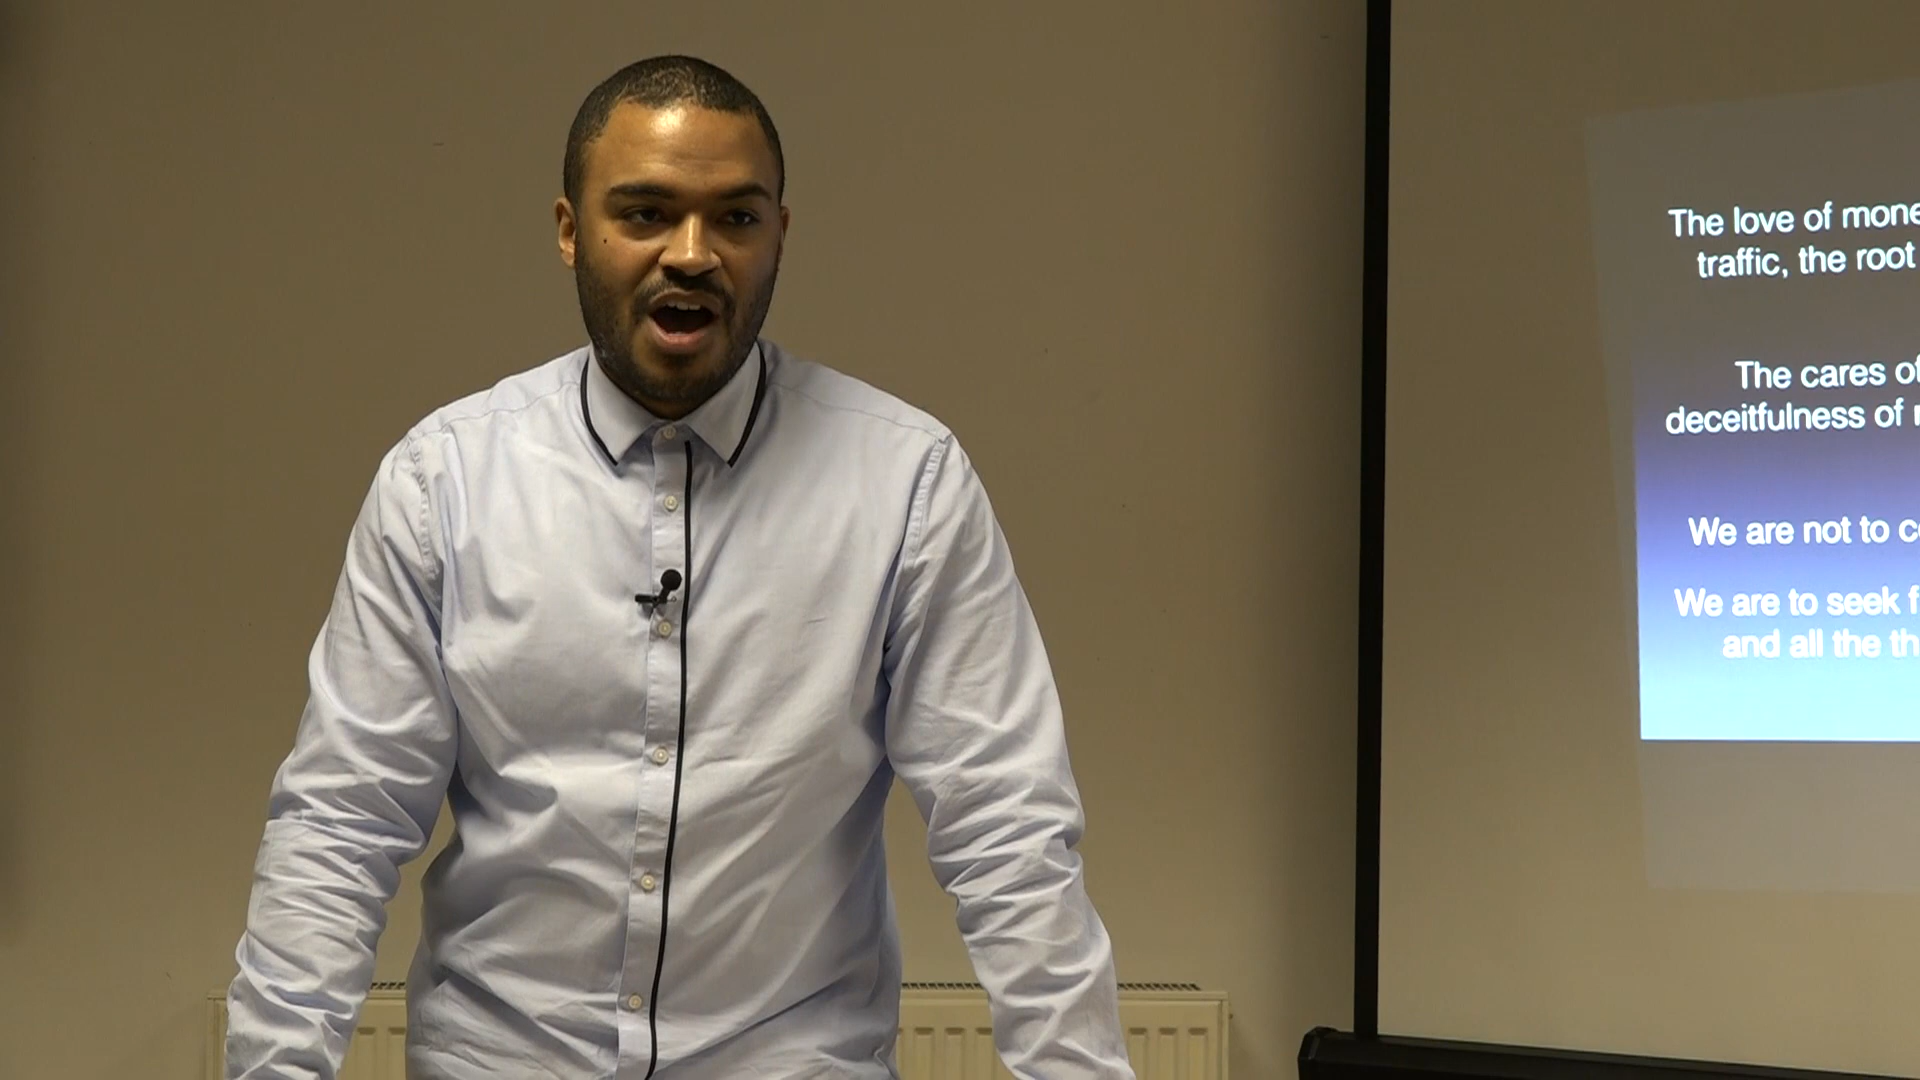 The love of mone
traffic, the root
The cares of
deceitfulness of
We are not to c
We are to seek f
and all the th